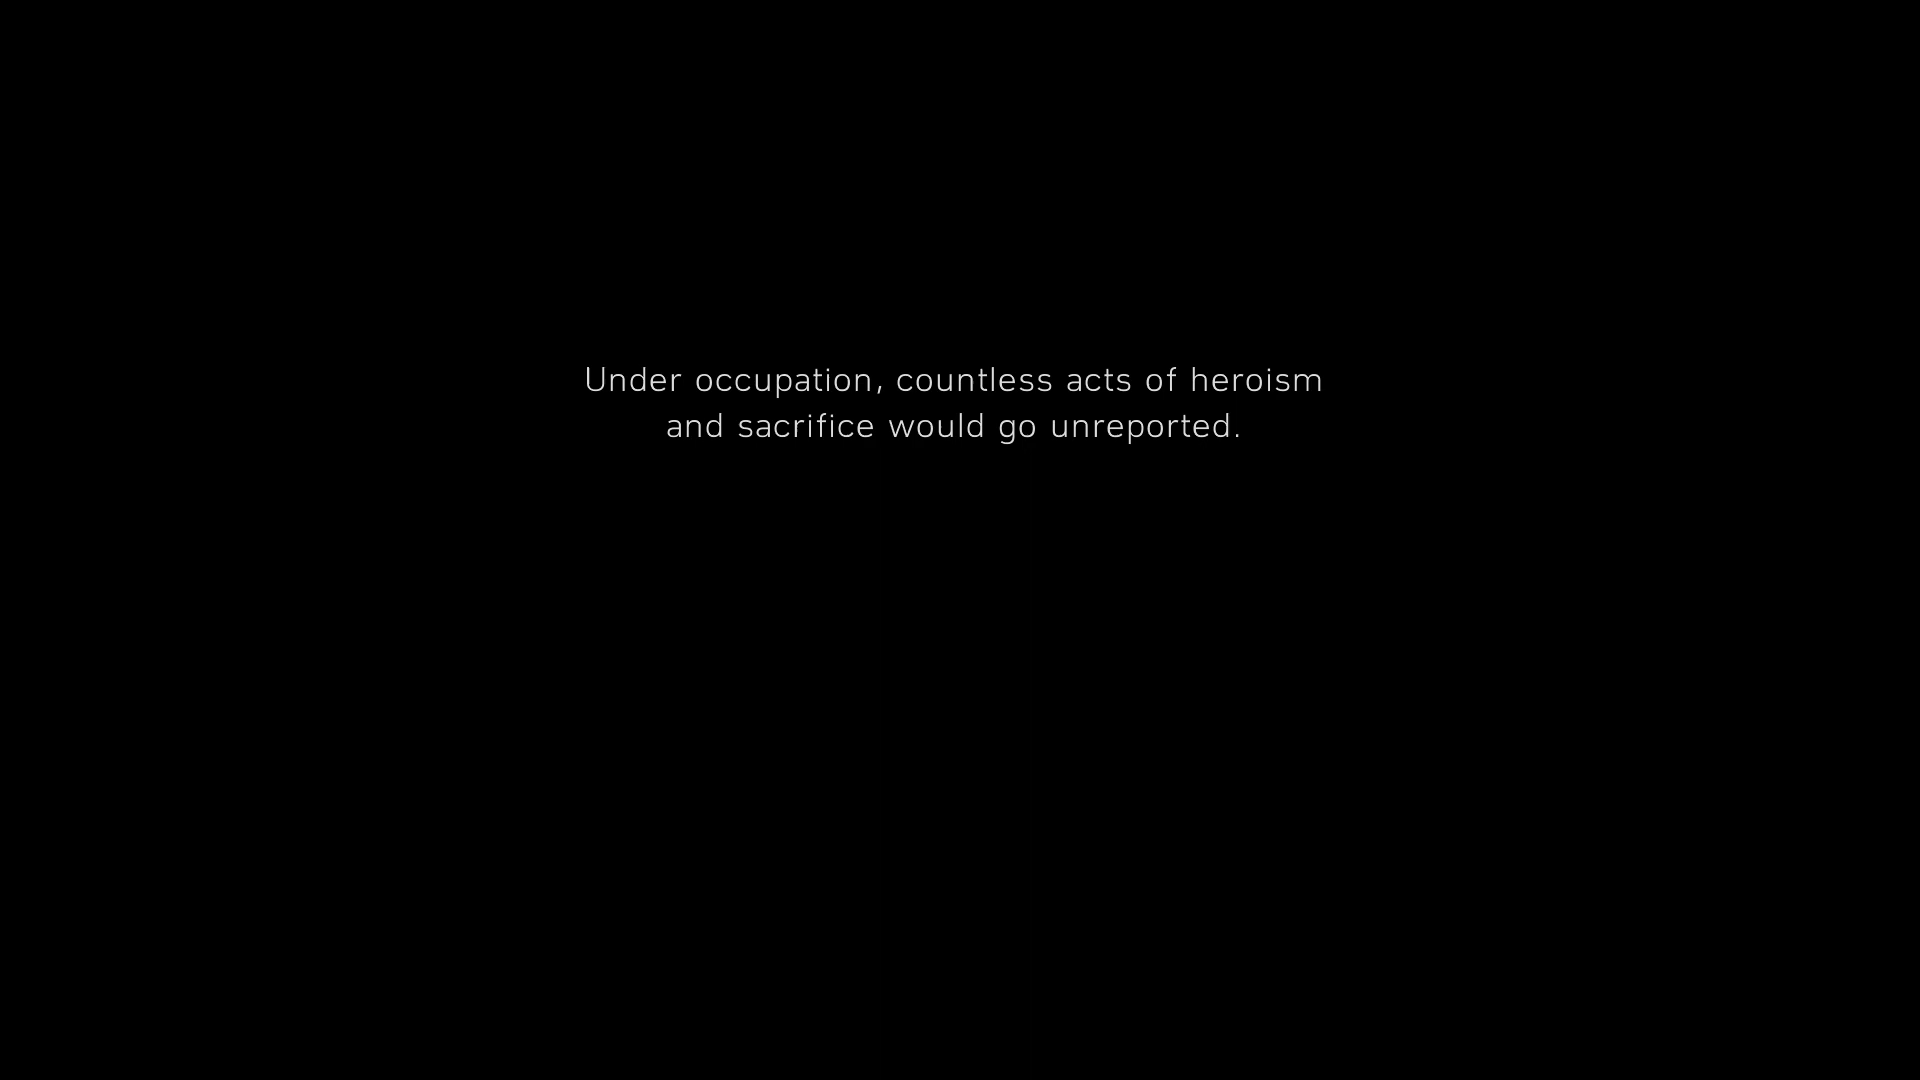 Under occupation, countless acts of heroism
and sacrifice would go unreported.